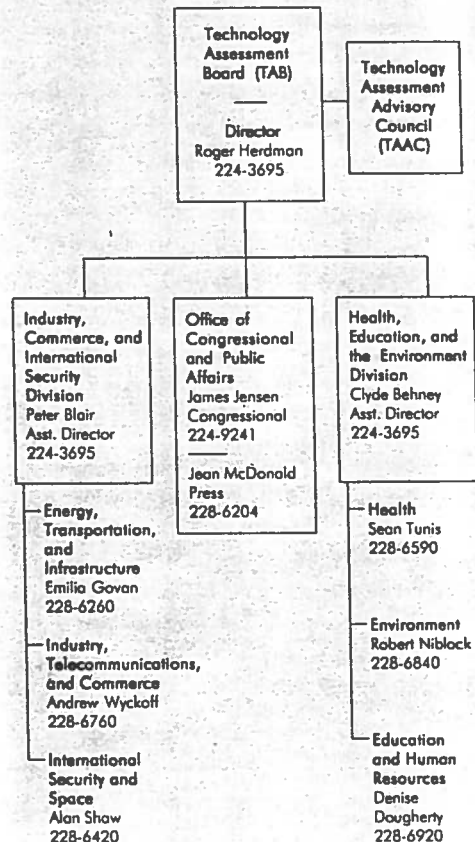 Technology
Assessment
Board (TAB)
Director
Roger Herdman
224-3695
Technology
Assessment
Advisory
Council
(TAAC)
Industry,
Commerce, and
International
Security
Division
Peter Blair
Asst. Director
224-3695
Energy,
Transportation,
and
Infrastructure
Emilia Govan
228-6260
Industry,
Telecommunications,
and Commerce
Andrew Wyckoff
228-6760
International
Security and
Space
Alan Shaw
228-6420
Office of
Congressional
and Public
Affairs
James Jensen
Congressional
224-9241
Jean McDonald
Press
228-6204
Health,
Education, and
the Environment
Division
Clyde Behney
Asst. Director
224-3695
Health
Sean Tunis
228-6590
Environment
Robert Niblock
228-6840
Education
and Human
Resources
Denise
Dougherty
228-6920